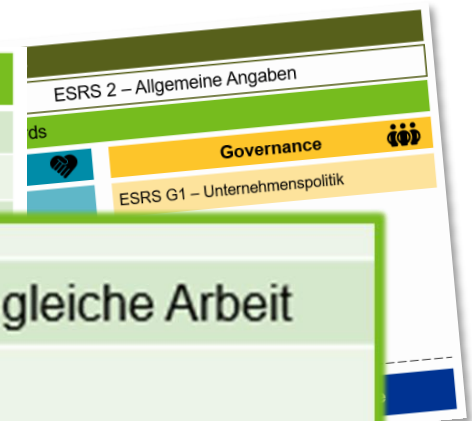 ESRS 2 – Allgemeine Angaben
rds
Governance
ESRS G1 – Unternehmenspolitik
gleiche Arbeit